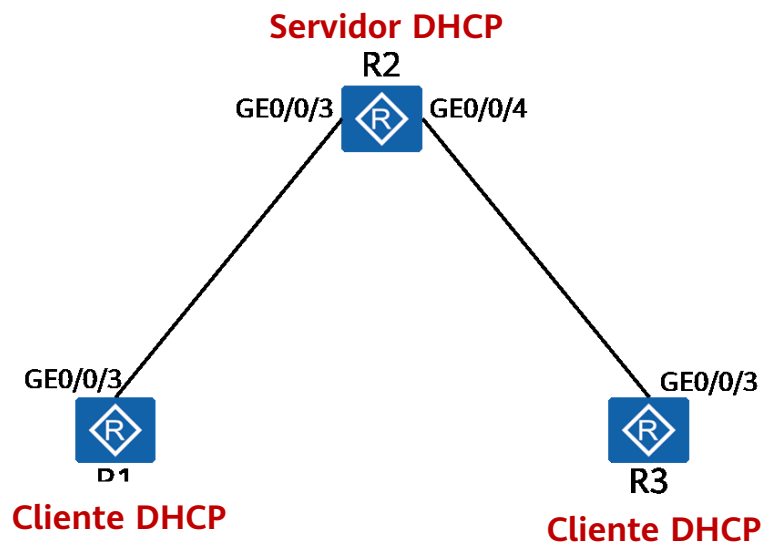 Servidor DHCP
R2
GE0/0/3
GE0/0/4
R
GE0/0/3
GE0/0/3
R
R
R1
R3
Cliente DHCP
Cliente DHCP